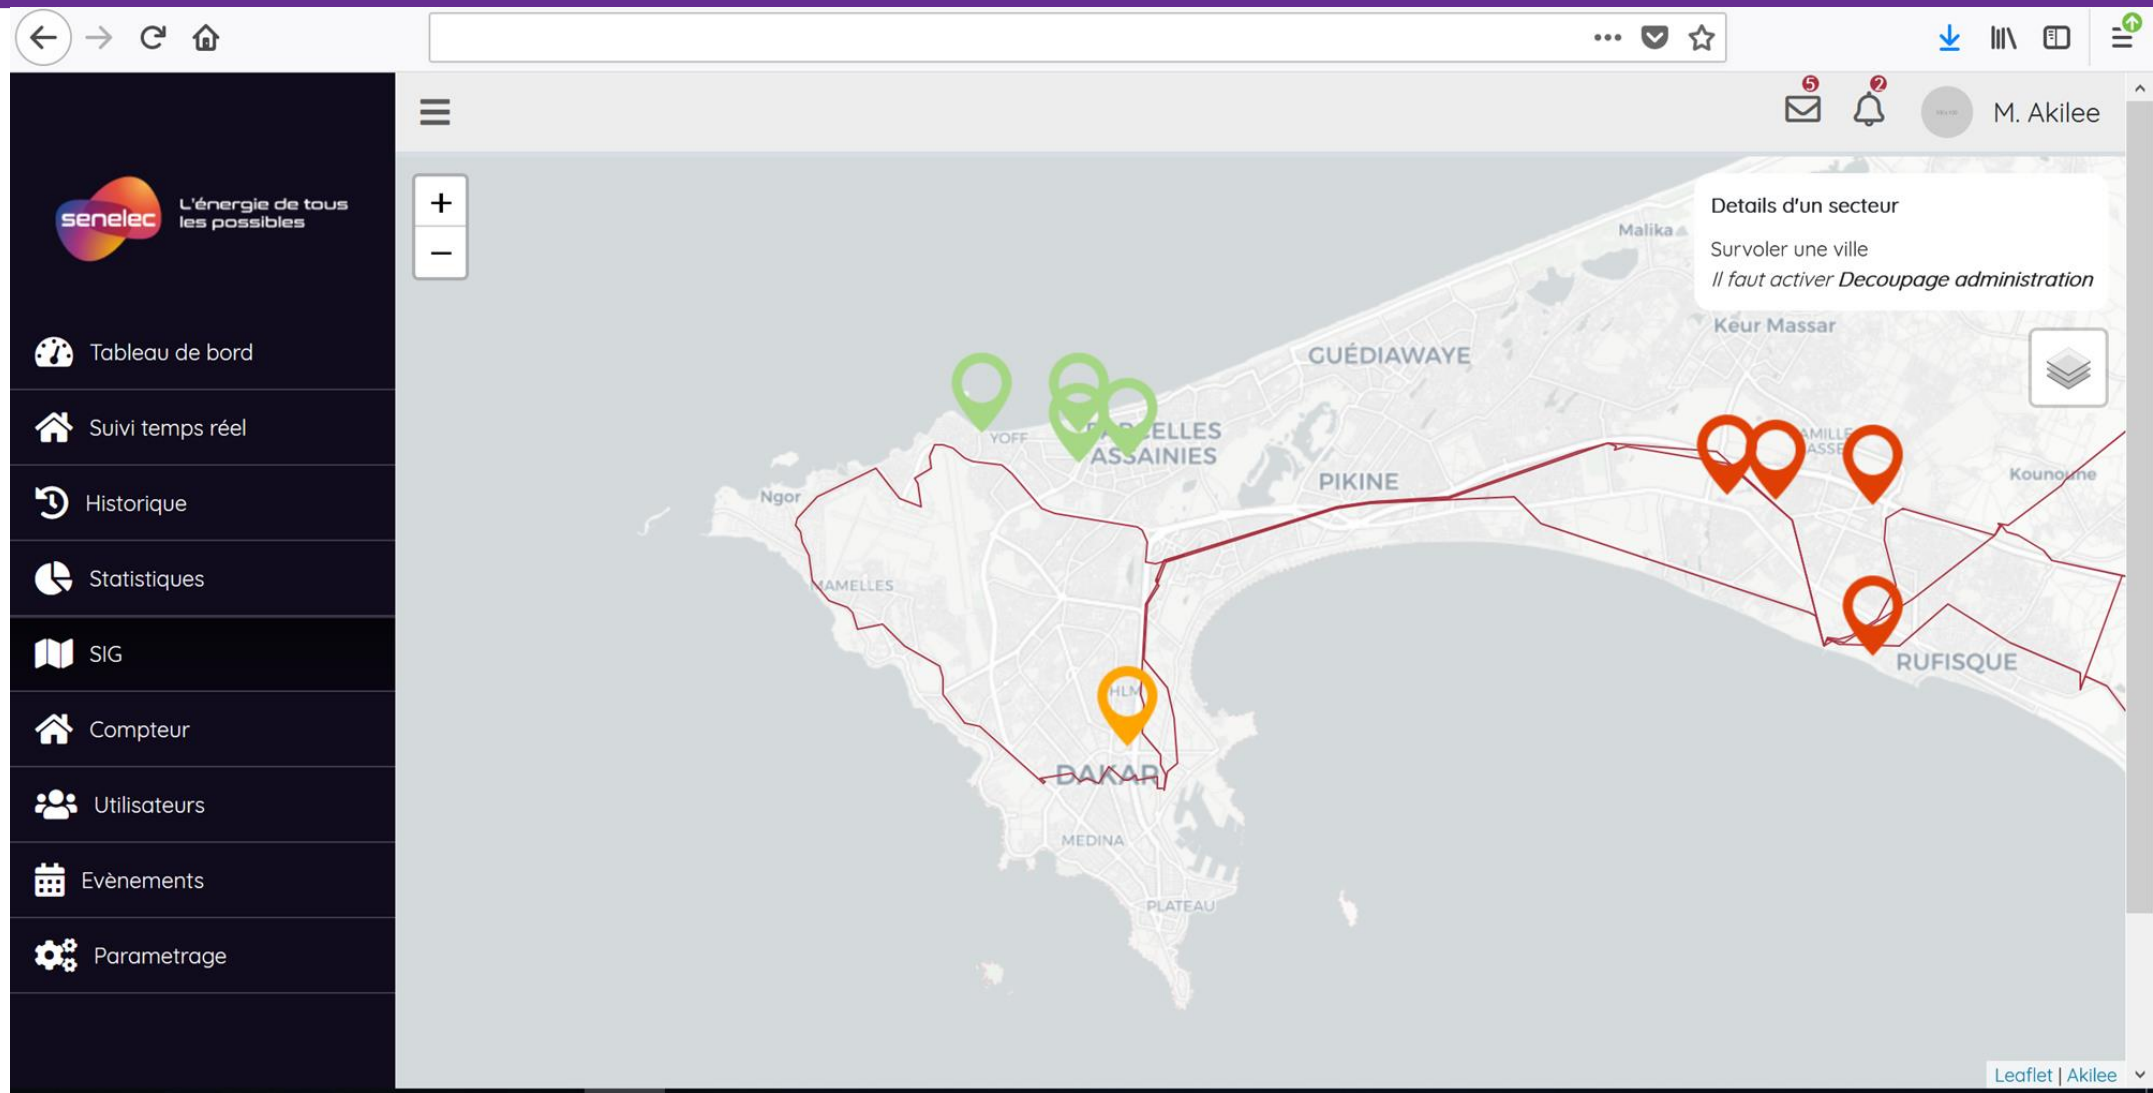 5
2
M. Akilee
senelec
L'énergie de tous
les possibles
Tableau de bord
Suivi temps réel
Historique
Statistiques
SIG
Compteur
Utilisateurs
Evènements
Parametrage
+
−
Details d'un secteur
Survoler une ville
Il faut activer Decoupage administration
Malika
Keur Massar
GUÉDIAWAYE
YOFF
PARCELLES
ASSAINIES
PIKINE
Kounoune
Ngor
MAMELLES
HLM
RUFISQUE
DAKAR
MEDINA
PLATEAU
Leaflet | Akilee